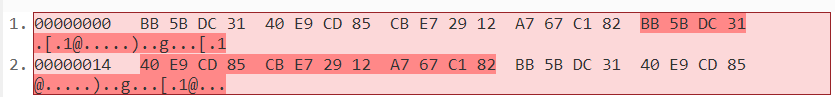 1. 00000000 BB 5B DC 31 40 E9 CD 85 CB E7 29 12 A7 67 C1 82 BB 5B DC 31
.[.1@.....)..g...[.1
2. 00000014 40 E9 CD 85 CB E7 29 12 A7 67 C1 82 BB 5B DC 31 40 E9 CD 85
@.....)..g...[.1@...